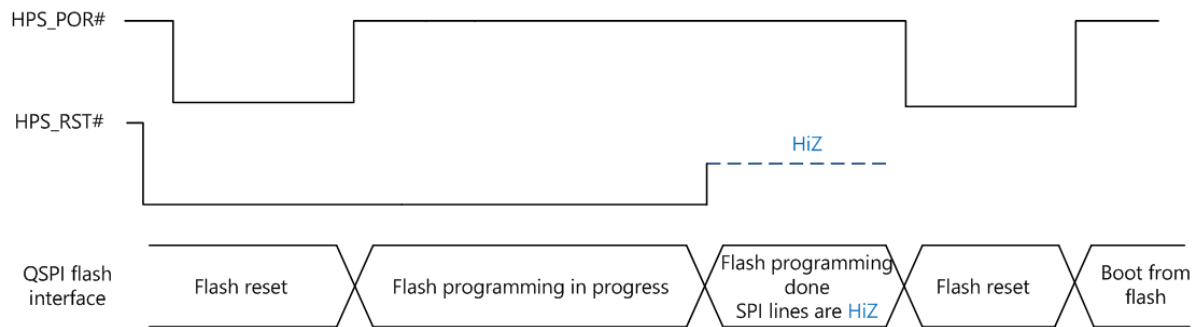 HPS_POR#
HPS_RST#
HiZ
QSPI flash
interface
Flash reset
Flash programming in progress
Flash programming
done
SPI lines are HiZ
Flash reset
Boot from
flash